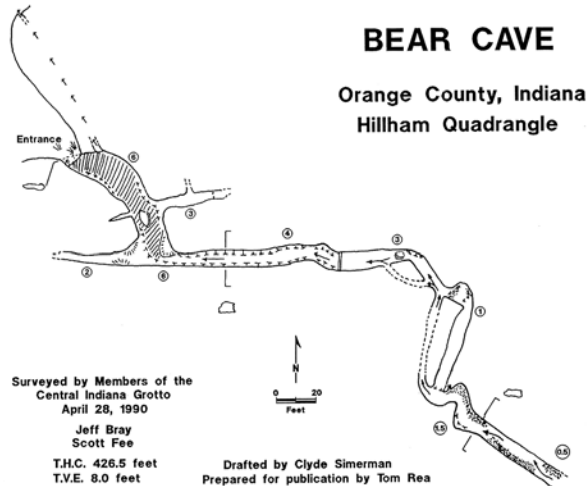 BEAR CAVE
Orange County, Indiana
Hillham Quadrangle
Entrance
6
3
4
3
2
6
1
N
0 20
Feet
1.5
0.5
Surveyed by Members of the
Central Indiana Grotto
April 28, 1990
Jeff Bray
Scott Fee
T.H.C. 426.5 feet
T.V.E. 8.0 feet
Drafted by Clyde Simerman
Prepared for publication by Tom Rea